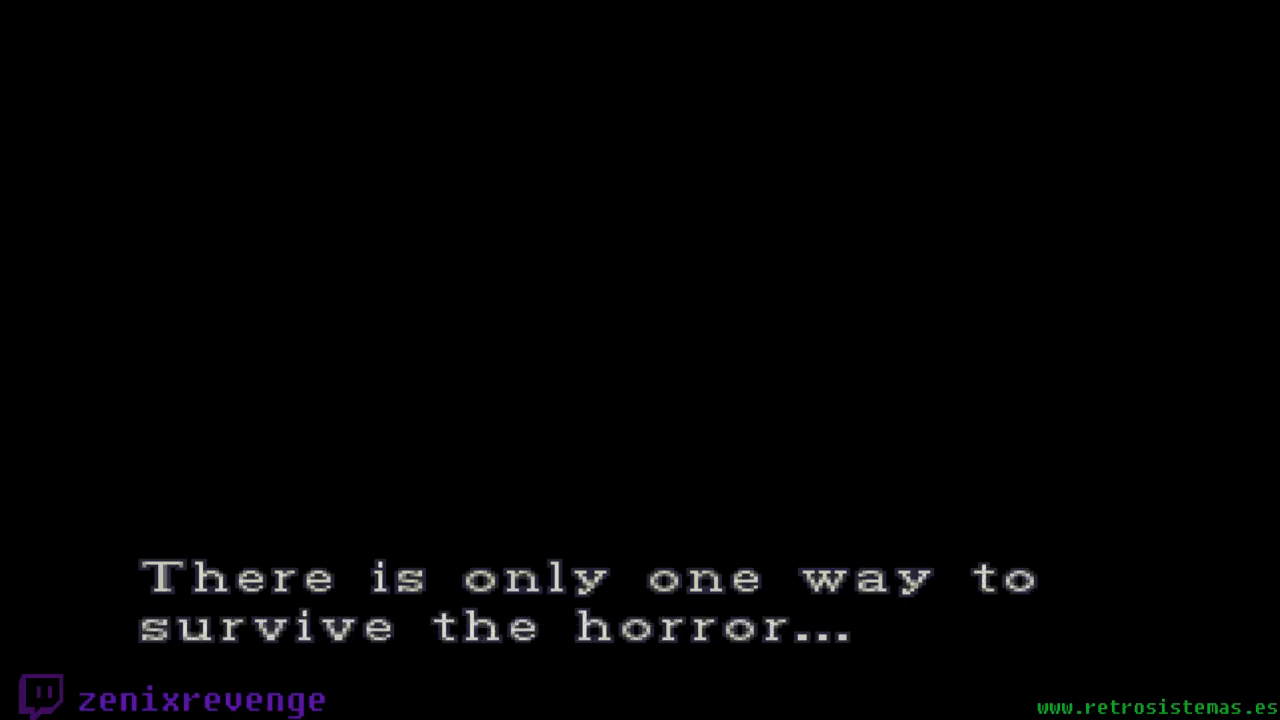 There is only one way to
survive the horror...
zenixrevenge
www.retrosistemas.es